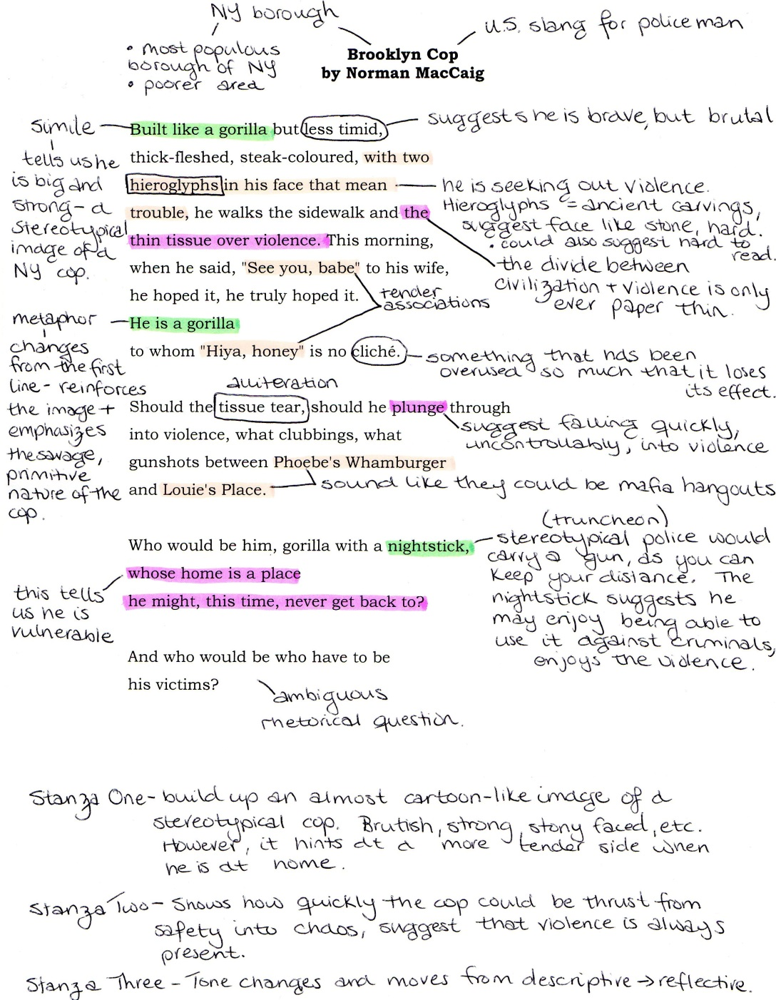 NY borough
U.S. slang for policeman
• most populous
borough of NY
• poorer area
Brooklyn Cop
by Norman MacCaig
simile
tells us he
is big and
strong - a
stereotypical
image of a
NY cop.
Built like a gorilla but less timid,
thick-fleshed, steak-coloured, with two
hieroglyphs in his face that mean
trouble, he walks the sidewalk and the
thin tissue over violence. This morning,
when he said, "See you, babe" to his wife,
he hoped it, he truly hoped it.
He is a gorilla
to whom "Hiya, honey" is no cliché.
suggests he is brave, but brutal
he is seeking out violence.
Hieroglyphs = ancient carvings,
suggest face like stone, hard.
• could also suggest hard to
read.
the divide between
civilization + violence is only
ever paper thin.
tender
associations
metaphor
changes
from the first
line - reinforces
the image +
emphasizes
the savage,
primitive
nature of the
cop.
something that has been
overused so much that it loses
its effect.
alliteration
Should the tissue tear, should he plunge through
into violence, what clubbings, what
gunshots between Phoebe's Whamburger
and Louie's Place.
suggest falling quickly,
uncontrollably, into violence
sound like they could be mafia hangouts
Who would be him, gorilla with a nightstick,
whose home is a place
he might, this time, never get back to?
this tells
us he is
vulnerable
(truncheon)
stereotypical police would
carry a gun, as you can
keep your distance. The
nightstick suggests he
may enjoy being able to
use it against criminals,
enjoys the violence.
And who would be who have to be
his victims?
ambiguous
rhetorical question.
Stanza One - build up an almost cartoon-like image of a
stereotypical cop. Brutish, strong, stony faced, etc.
However, it hints at a more tender side when
he is at home.
Stanza Two - Shows how quickly the cop could be thrust from
safety into chaos, suggest that violence is always
present.
Stanza Three - Tone changes and moves from descriptive → reflective.